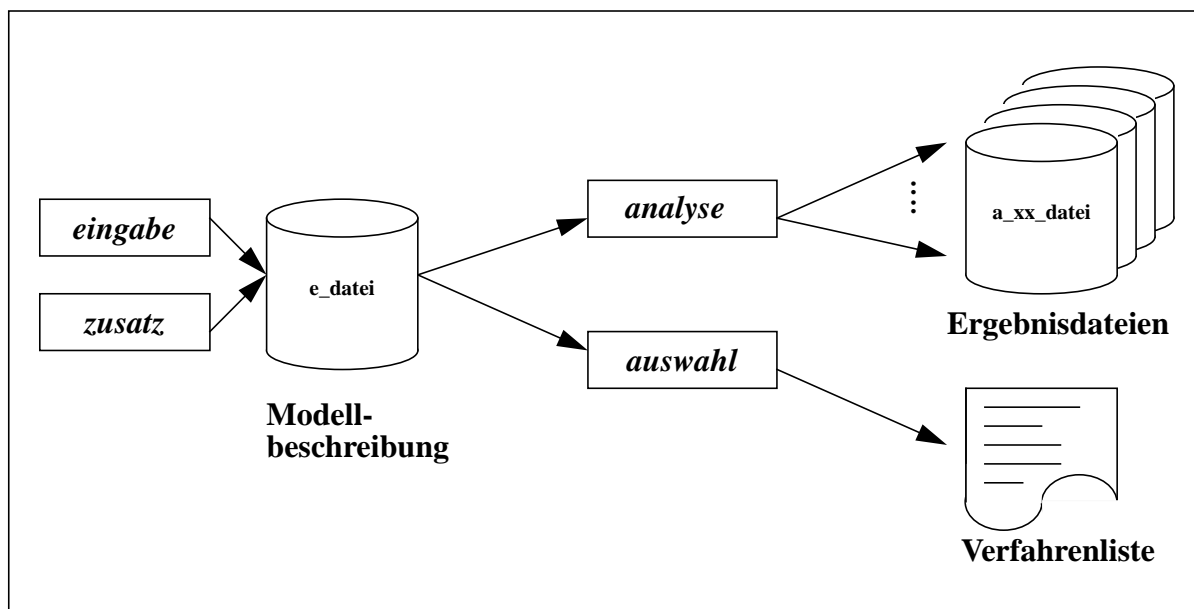 eingabe
zusatz
e_datei
Modell-
beschreibung
analyse
auswahl
a_xx_datei
Ergebnisdateien
Verfahrenliste